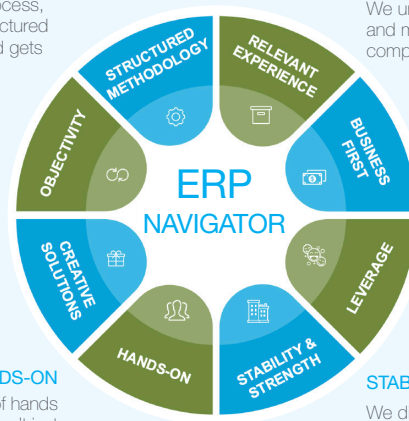 ocess,
ctured
d gets
We un
and m
comp
STRUCTURED
METHODOLOGY
RELEVANT
EXPERIENCE
BUSINESS
FIRST
LEVERAGE
STABILITY &
STRENGTH
HANDS-ON
CREATIVE
SOLUTIONS
OBJECTIVITY
ERP
NAVIGATOR
DS-ON
of hands
STAB
We d